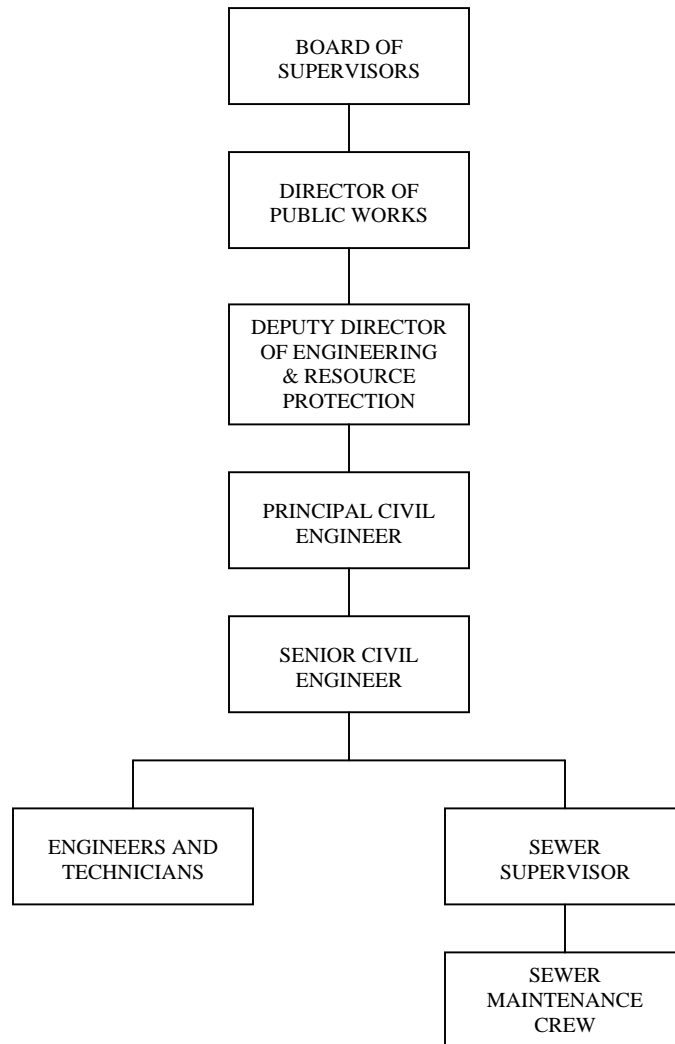 BOARD OF
SUPERVISORS
DIRECTOR OF
PUBLIC WORKS
DEPUTY DIRECTOR
OF ENGINEERING
& RESOURCE
PROTECTION
PRINCIPAL CIVIL
ENGINEER
SENIOR CIVIL
ENGINEER
ENGINEERS AND
TECHNICIANS
SEWER
SUPERVISOR
SEWER
MAINTENANCE
CREW